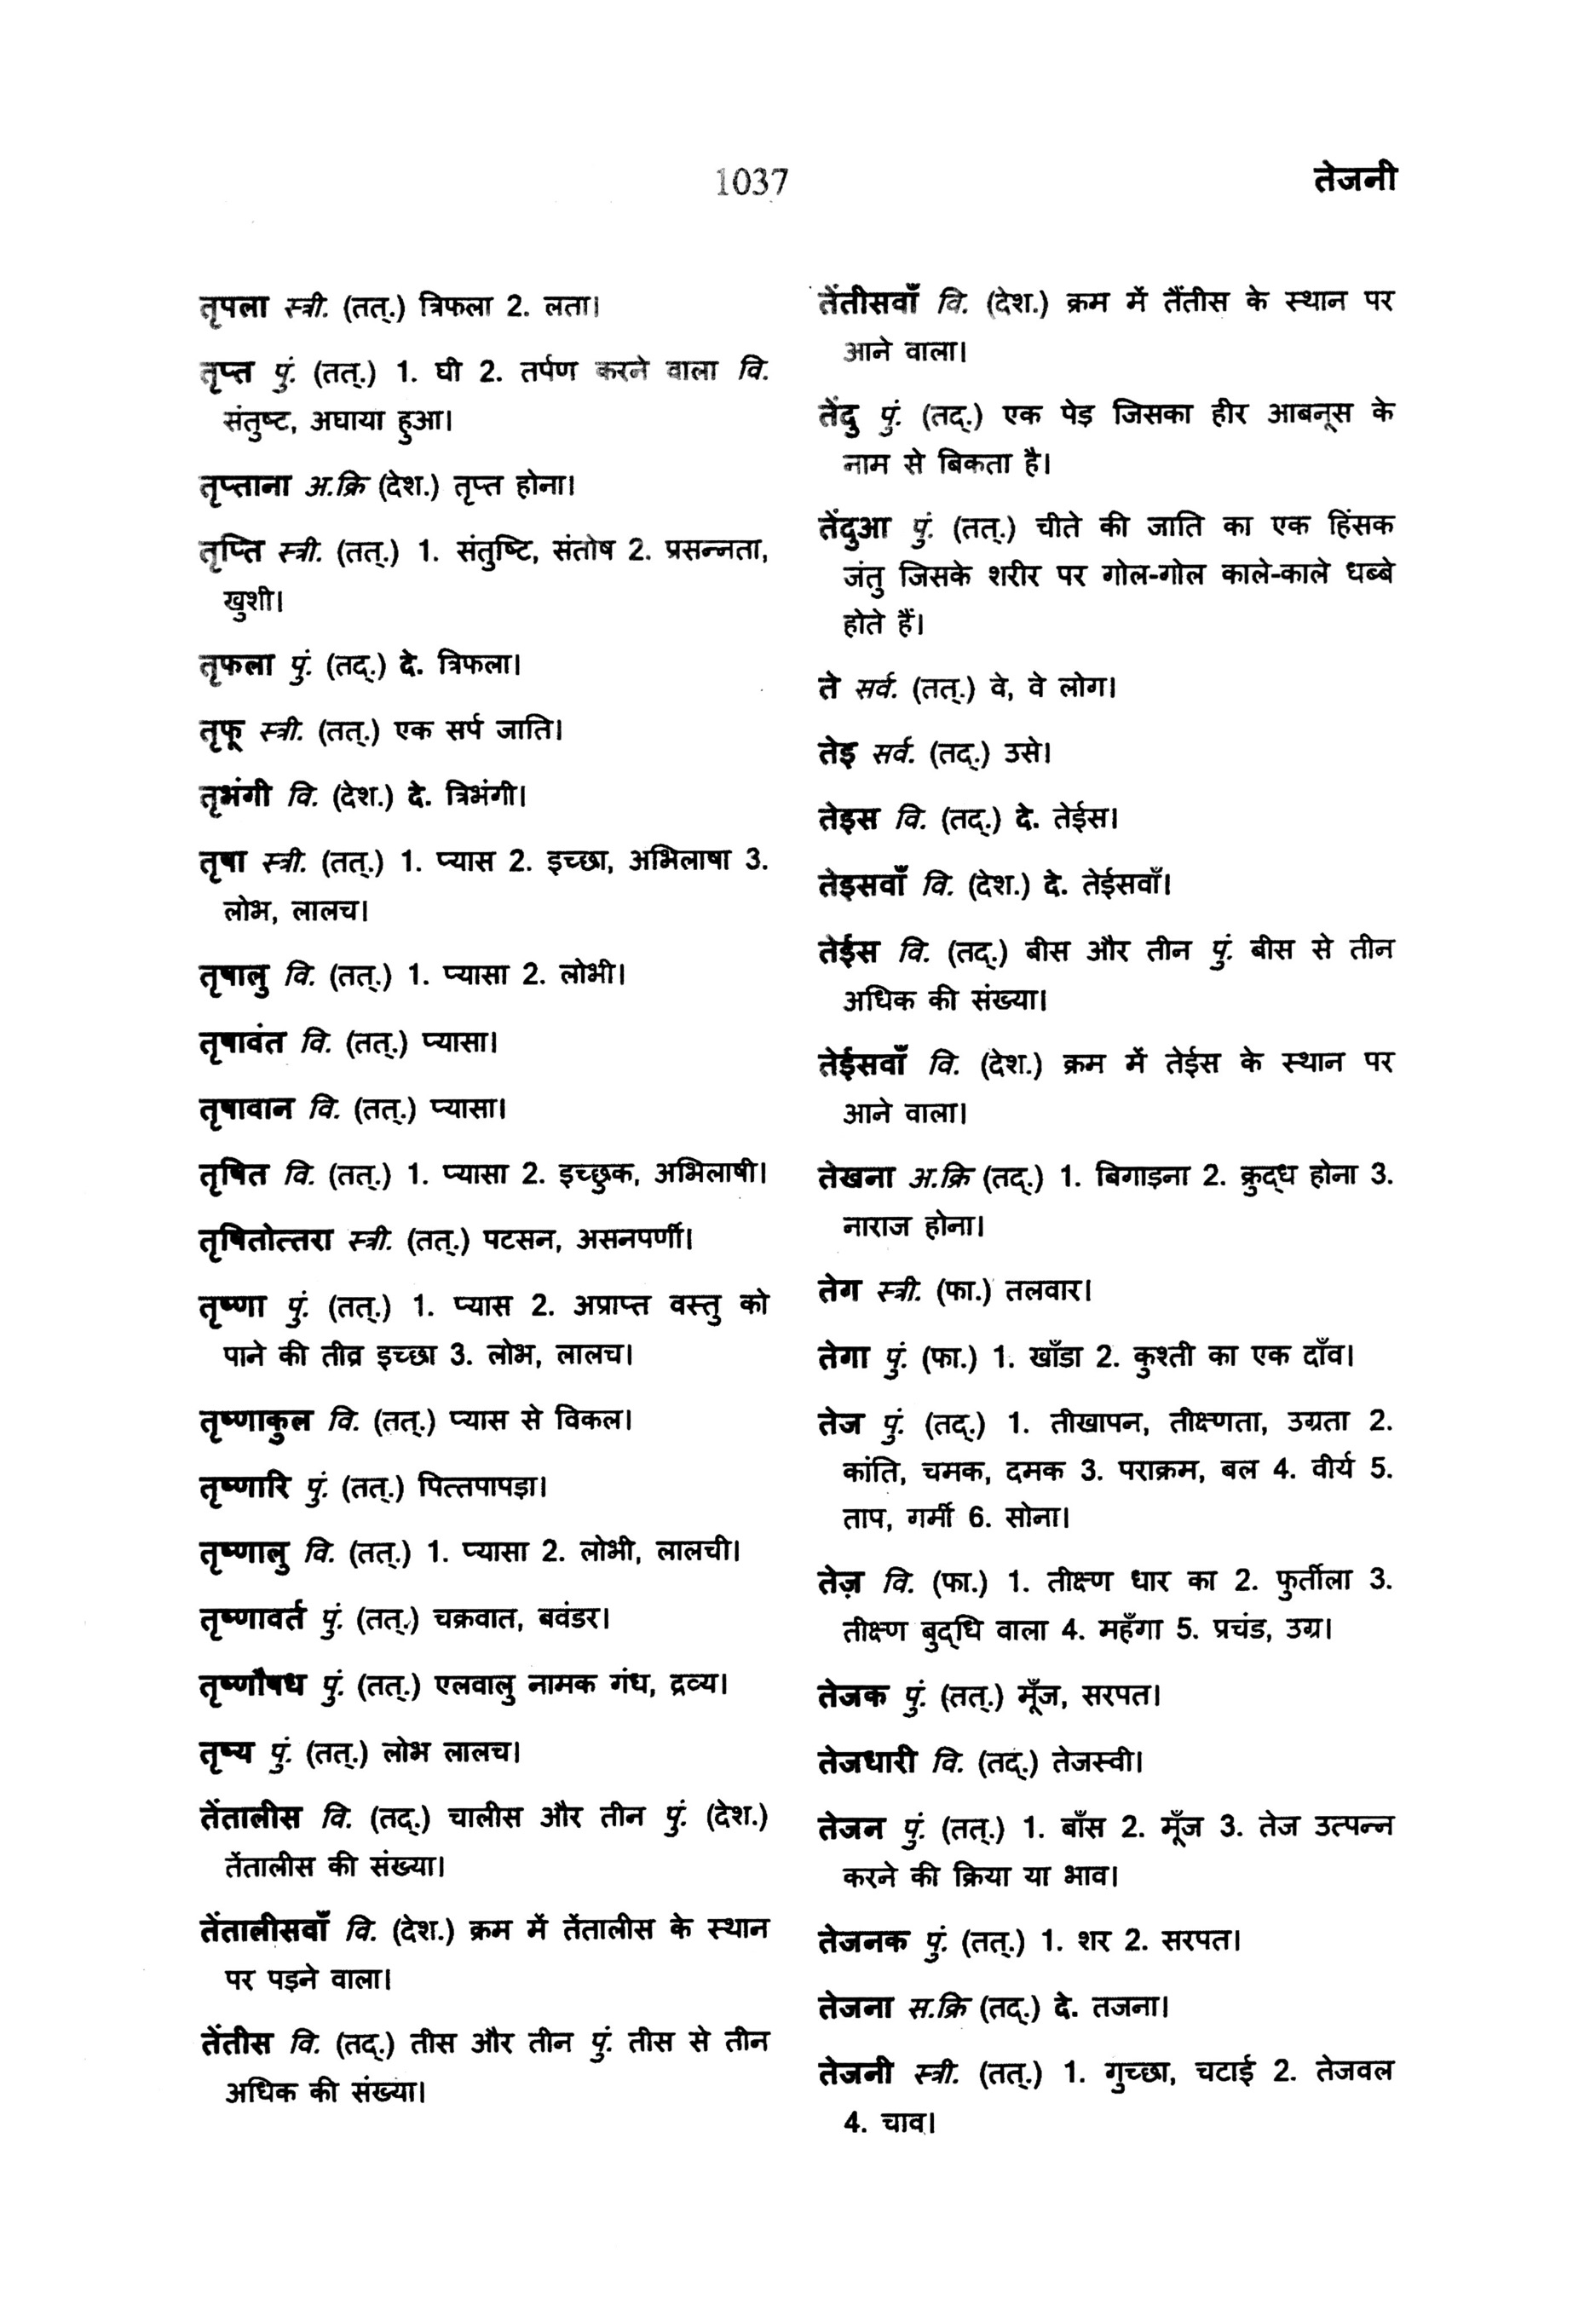 1037
तेजनी
तृपला स्त्री. (तत्.) त्रिफला 2. लता।
तृप्त पुं. (तत्.) 1. घी 2. तर्पण करने वाला वि.
संतुष्ट, अघाया हुआ।
तृप्ताना अ.क्रि (देश.) तृप्त होना।
तृप्ति स्त्री. (तत्.) 1. संतुष्टि, संतोष 2. प्रसन्नता,
खुशी।
तृफला पुं. (तद्.) दे. त्रिफला।
तृफू स्त्री. (तत्.) एक सर्प जाति।
तृभंगी वि. (देश.) दे. त्रिभंगी।
तृषा स्त्री. (तत्.) 1. प्यास 2. इच्छा, अभिलाषा 3.
लोभ, लालच।
तृषालु वि. (तत्.) 1. प्यासा 2. लोभी।
तृषावंत वि. (तत्.) प्यासा।
तृषावान वि. (तत्.) प्यासा।
तृषित वि. (तत्.) 1. प्यासा 2. इच्छुक, अभिलाषी।
तृषितोत्तरा स्त्री. (तत्.) पटसन, असनपर्णी।
तृष्णा पुं. (तत्.) 1. प्यास 2. अप्राप्त वस्तु को
पाने की तीव्र इच्छा 3. लोभ, लालच।
तृष्णाकुल वि. (तत्.) प्यास से विकल।
तृष्णारि पुं. (तत्.) पित्तपापड़ा।
तृष्णालु वि. (तत्.) 1. प्यासा 2. लोभी, लालची।
तृष्णावर्त पुं. (तत्.) चक्रवात, बवंडर।
तृष्णौषध पुं. (तत्.) एलवालु नामक गंध, द्रव्य।
तृष्य पुं. (तत्.) लोभ लालच।
तेंतालीस वि. (तद्.) चालीस और तीन पुं. (देश.)
तेंतालीस की संख्या।
तेंतालीसवाँ वि. (देश.) क्रम में तेंतालीस के स्थान
पर पड़ने वाला।
तेंतीस वि. (तद्.) तीस और तीन पुं. तीस से तीन
अधिक की संख्या।
तेंतीसवाँ वि. (देश.) क्रम में तैंतीस के स्थान पर
आने वाला।
तेंदु पुं. (तद्.) एक पेड़ जिसका हीर आबनूस के
नाम से बिकता है।
तेंदुआ पुं. (तत्.) चीते की जाति का एक हिंसक
जंतु जिसके शरीर पर गोल-गोल काले-काले धब्बे
होते हैं।
ते सर्व. (तत्.) वे, वे लोग।
तेइ सर्व. (तद्.) उसे।
तेइस वि. (तद्.) दे. तेईस।
तेइसवाँ वि. (देश.) दे. तेईसवाँ।
तेईस वि. (तद्.) बीस और तीन पुं. बीस से तीन
अधिक की संख्या।
तेईसवाँ वि. (देश.) क्रम में तेईस के स्थान पर
आने वाला।
तेखना अ.क्रि (तद्.) 1. बिगाड़ना 2. क्रुद्ध होना 3.
नाराज होना।
तेग स्त्री. (फा.) तलवार।
तेगा पुं. (फा.) 1. खाँडा 2. कुश्ती का एक दाँव।
तेज पुं. (तद्.) 1. तीखापन, तीक्ष्णता, उग्रता 2.
कांति, चमक, दमक 3. पराक्रम, बल 4. वीर्य 5.
ताप, गर्मी 6. सोना।
तेज़ वि. (फा.) 1. तीक्ष्ण धार का 2. फुर्तीला 3.
तीक्ष्ण बुद्धि वाला 4. महँगा 5. प्रचंड, उग्र।
तेजक पुं. (तत्.) मूँज, सरपत।
तेजधारी वि. (तद्.) तेजस्वी।
तेजन पुं. (तत्.) 1. बाँस 2. मूँज 3. तेज उत्पन्न
करने की क्रिया या भाव।
तेजनक पुं. (तत्.) 1. शर 2. सरपत।
तेजना स.क्रि (तद्.) दे. तजना।
तेजनी स्त्री. (तत्.) 1. गुच्छा, चटाई 2. तेजवल
4. चाव।